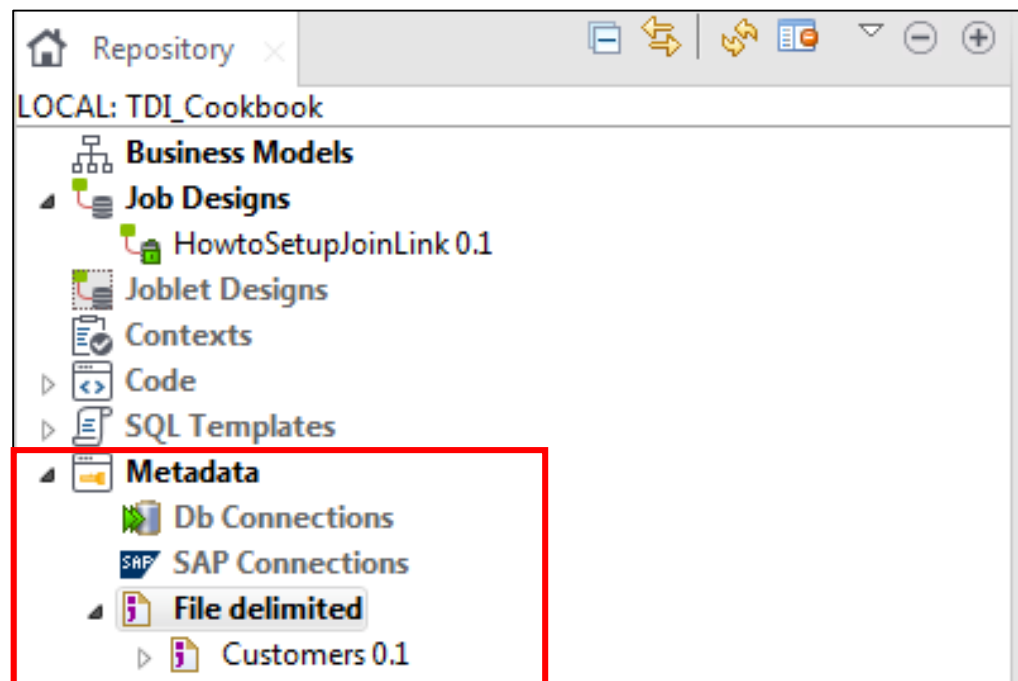 Repository
LOCAL: TDI_Cookbook
Business Models
Job Designs
HowtoSetupJoinLink 0.1
Joblet Designs
Contexts
Code
SQL Templates
Metadata
Db Connections
SAP SAP Connections
File delimited
Customers 0.1